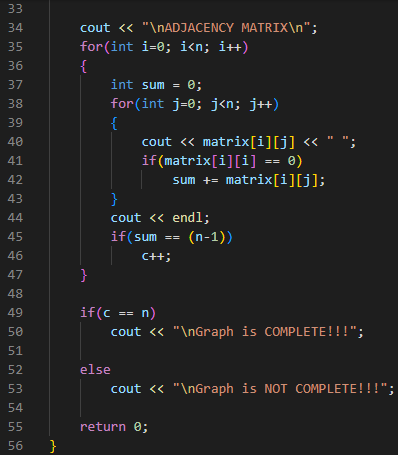 33
34 cout << "\nADJACENCY MATRIX\n";
35 for(int i=0; i<n; i++)
36 {
37 int sum = 0;
38 for(int j=0; j<n; j++)
39 {
40 cout << matrix[i][j] << " ";
41 if(matrix[i][i] == 0)
42 sum += matrix[i][j];
43 }
44 cout << endl;
45 if(sum == (n-1))
46 c++;
47 }
48
49 if(c == n)
50 cout << "\nGraph is COMPLETE!!!";
51
52 else
53 cout << "\nGraph is NOT COMPLETE!!!";
54
55 return 0;
56 }